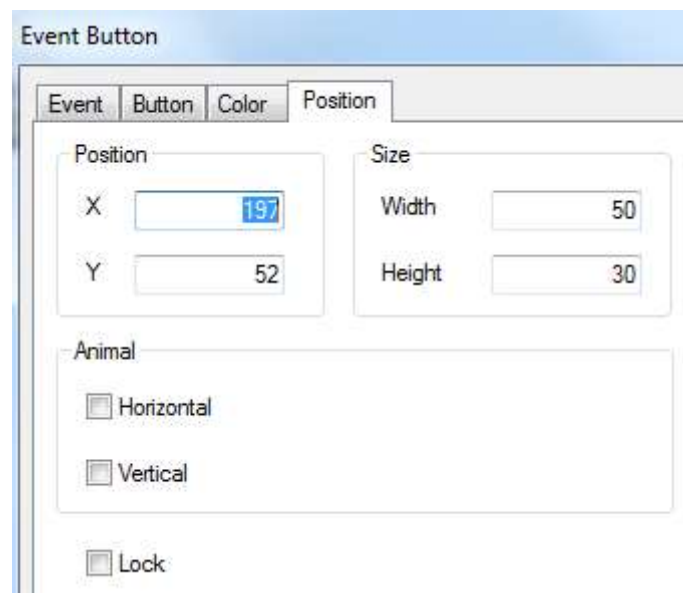 Event Button
Event Button Color Position
Position Size
X 197 Width 50
Y 52 Height 30
Animal
Horizontal
Vertical
Lock